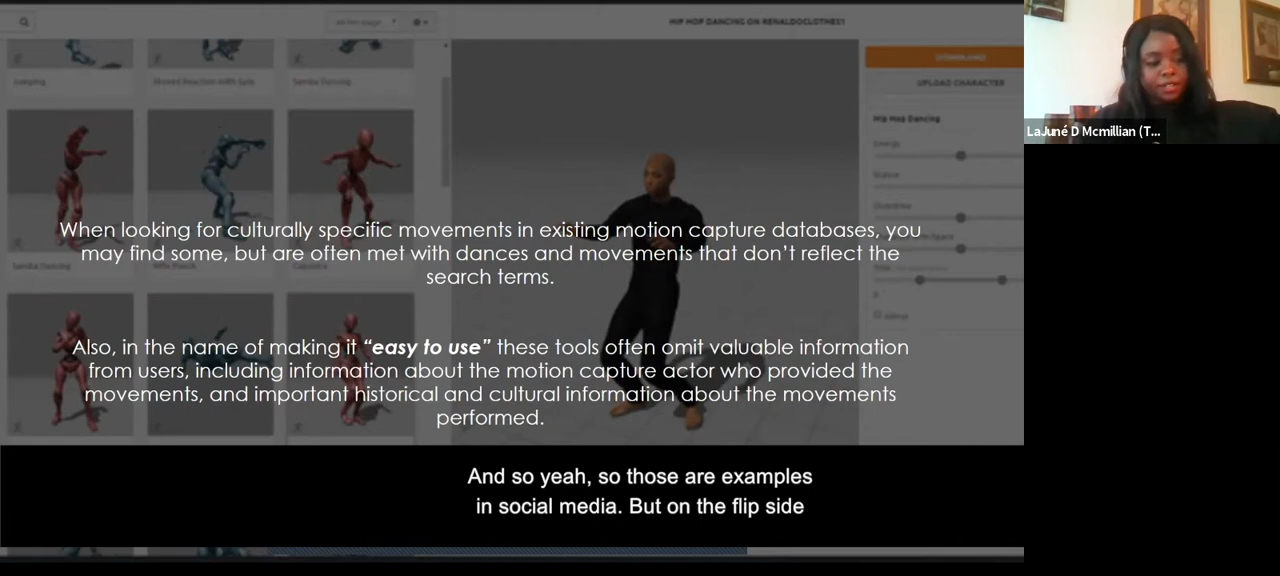 HIP HOP DANCING ON RENALDOCLOTHES1
DOWNLOAD
UPLOAD CHARACTER
Jumping
Samba Dancing
Hip Hop Dancing
Energy
Samba Dancing
Capoeira
When looking for culturally specific movements in existing motion capture databases, you
may find some, but are often met with dances and movements that don’t reflect the
search terms.
Also, in the name of making it “easy to use” these tools often omit valuable information
from users, including information about the motion capture actor who provided the
movements, and important historical and cultural information about the movements
performed.
And so yeah, so those are examples
in social media. But on the flip side
LaJuné D Mcmillian (T...